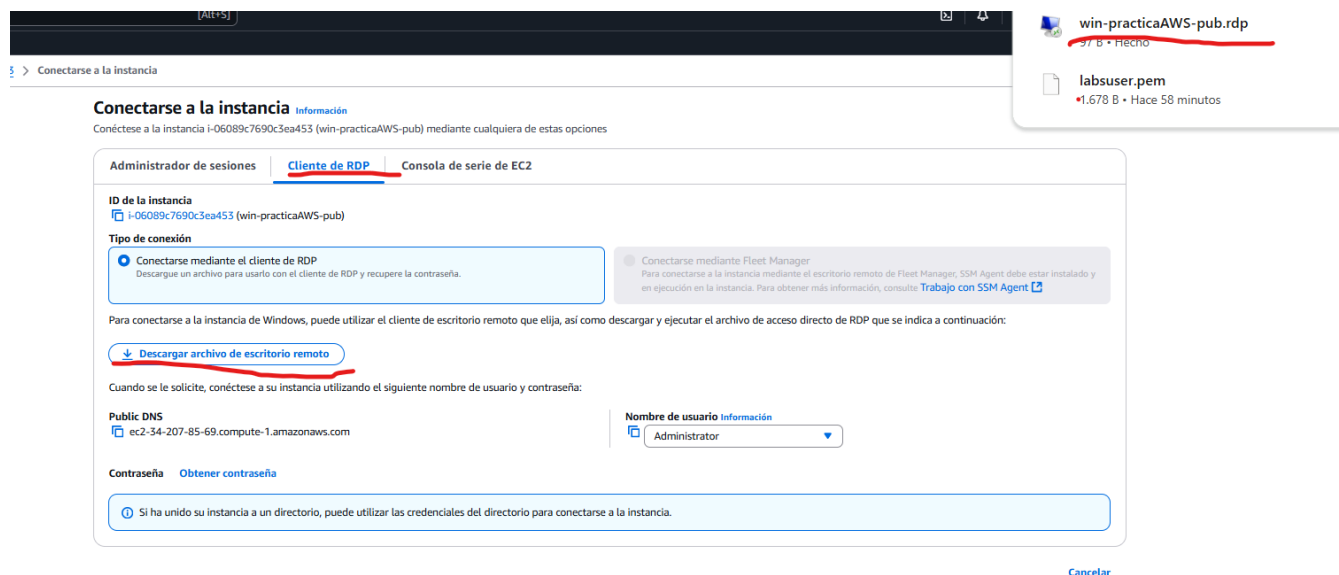 [Alt+S]
win-practicaAWS-pub.rdp
97 B • Hecho
labsuser.pem
1.678 B • Hace 58 minutos
> Conectarse a la instancia
Conectarse a la instancia Información
Conéctese a la instancia i-06089c7690c3ea453 (win-practicaAWS-pub) mediante cualquiera de estas opciones
Administrador de sesiones Cliente de RDP Consola de serie de EC2
ID de la instancia
i-06089c7690c3ea453 (win-practicaAWS-pub)
Tipo de conexión
Conectarse mediante el cliente de RDP
Descargue un archivo para usarlo con el cliente de RDP y recupere la contraseña.
Conectarse mediante Fleet Manager
Para conectarse a la instancia mediante el escritorio remoto de Fleet Manager, SSM Agent debe estar instalado y
en ejecución en la instancia. Para obtener más información, consulte Trabajo con SSM Agent
Para conectarse a la instancia de Windows, puede utilizar el cliente de escritorio remoto que elija, así como descargar y ejecutar el archivo de acceso directo de RDP que se indica a continuación:
Descargar archivo de escritorio remoto
Cuando se le solicite, conéctese a su instancia utilizando el siguiente nombre de usuario y contraseña:
Public DNS
ec2-34-207-85-69.compute-1.amazonaws.com
Nombre de usuario Información
Administrator
Contraseña Obtener contraseña
Si ha unido su instancia a un directorio, puede utilizar las credenciales del directorio para conectarse a la instancia.
Cancelar